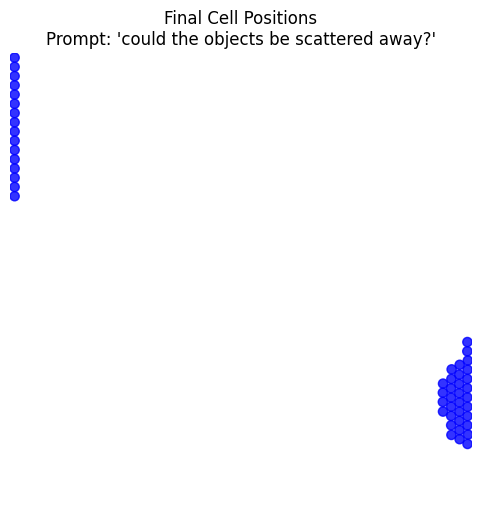 Final Cell Positions
Prompt: 'could the objects be scattered away?'